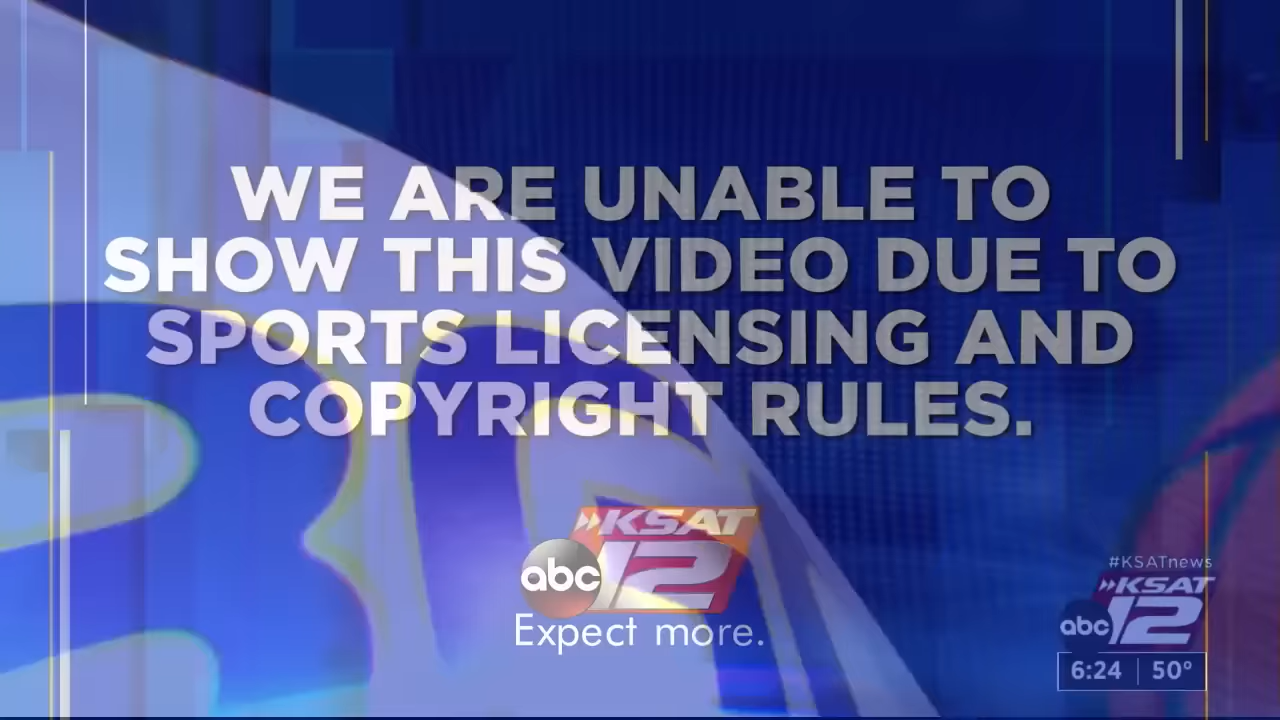 WE ARE UNABLE TO
SHOW THIS VIDEO DUE TO
SPORTS LICENSING AND
COPYRIGHT RULES.
KSAT
abc 12
Expect more.
#KSATnews
KSAT
abc 12
6:24 50°